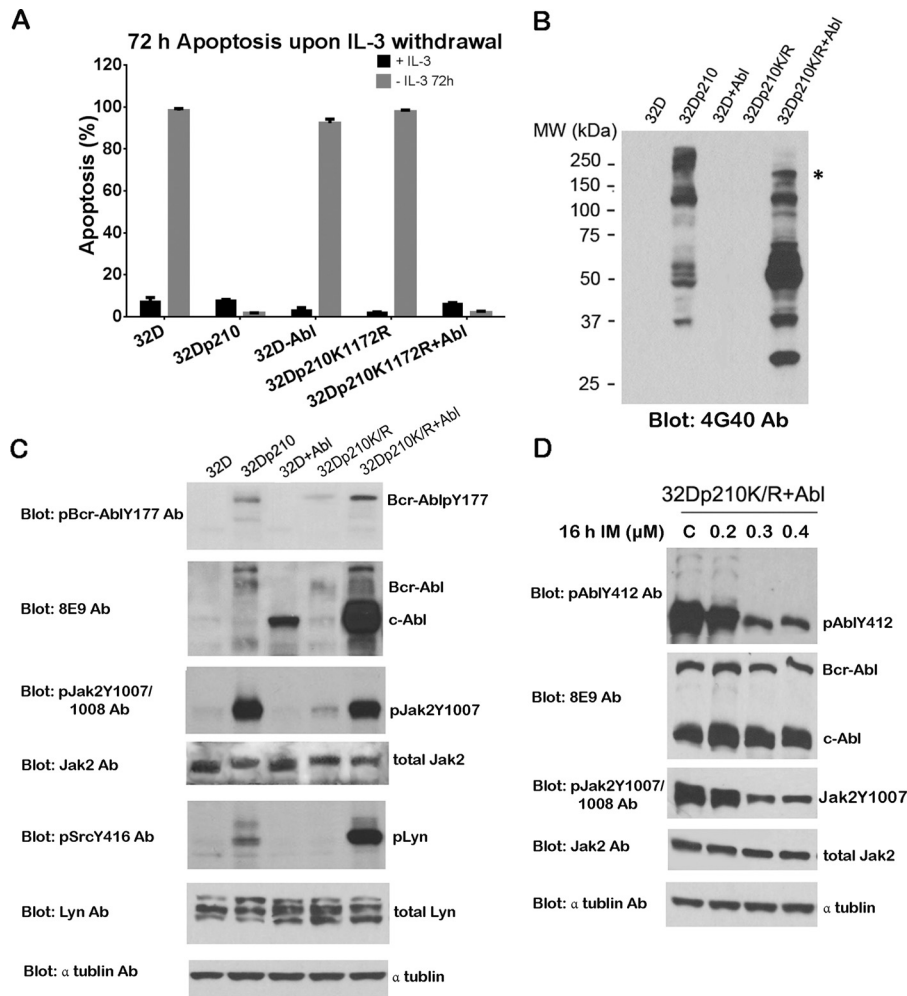 A
72 h Apoptosis upon IL-3 withdrawal
+ IL-3
- IL-3 72h
Apoptosis (%)
120
100
80
60
40
20
0
32D
32Dp210
32D-Abl
32Dp210K1172R
32Dp210K1172R+Abl
B
32D
32Dp210
32D+Abl
32Dp210K/R
32Dp210K/R+Abl
MW (kDa)
250
150
100
75
50
37
25
*
Blot: 4G40 Ab
C
32D
32Dp210
32D+Abl
32Dp210K/R
32Dp210K/R+Abl
Blot: pBcr-AblY177 Ab
Bcr-AblpY177
Blot: 8E9 Ab
Bcr-Abl
c-Abl
Blot: pJak2Y1007/
1008 Ab
pJak2Y1007
Blot: Jak2 Ab
total Jak2
Blot: pSrcY416 Ab
pLyn
Blot: Lyn Ab
total Lyn
Blot: α tublin Ab
α tublin
D
32Dp210K/R+Abl
16 h IM (µM) C 0.2 0.3 0.4
Blot: pAblY412 Ab
pAblY412
Blot: 8E9 Ab
Bcr-Abl
c-Abl
Blot: pJak2Y1007/
1008 Ab
Jak2Y1007
Blot: Jak2 Ab
total Jak2
Blot: α tublin Ab
α tublin